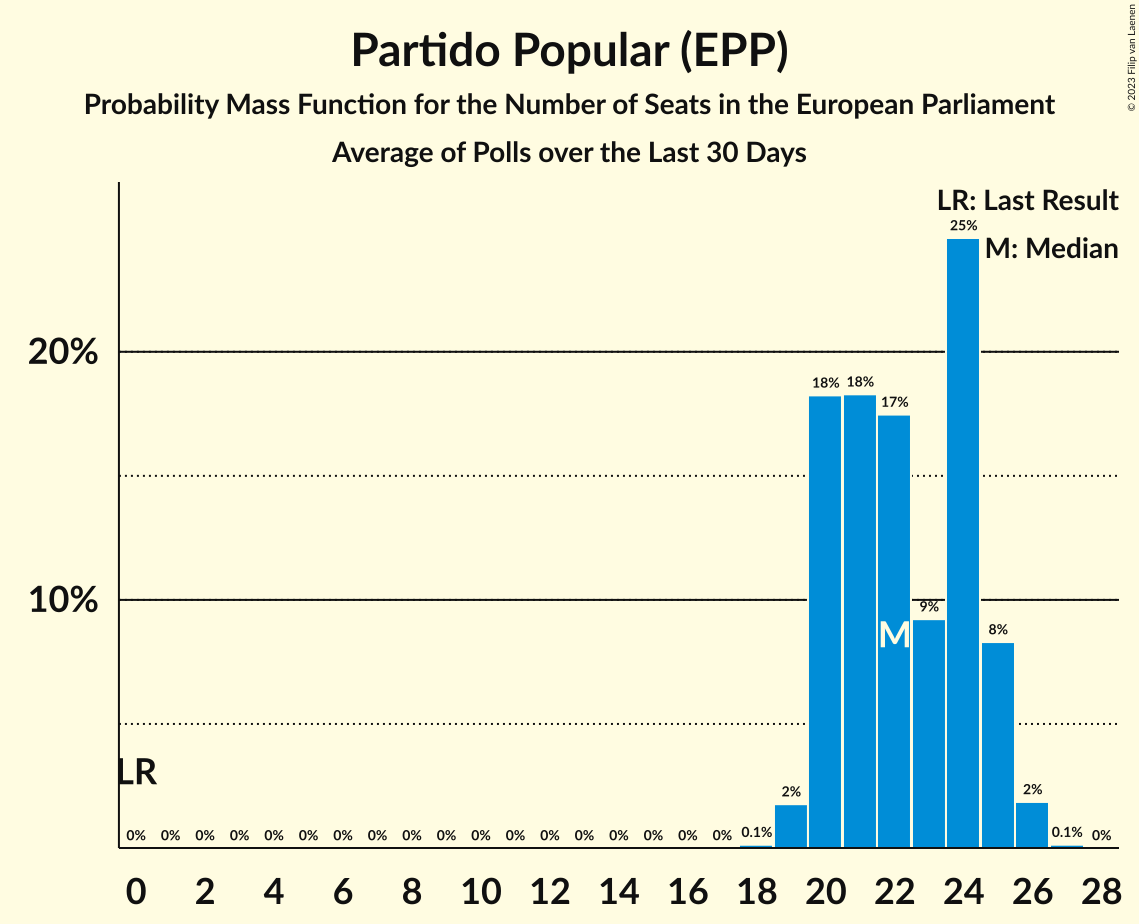 Partido Popular (EPP)
Probability Mass Function for the Number of Seats in the European Parliament
Average of Polls over the Last 30 Days
© 2023 Filip van Laenen
LR: Last Result
M: Median
25%
20%
18% 18% 17%
10%
9%
8%
M
LR
2% 2%
0% 0% 0% 0% 0% 0% 0% 0% 0% 0% 0% 0% 0% 0% 0% 0% 0% 0% 0.1% 0.1% 0%
0 2 4 6 8 10 12 14 16 18 20 22 24 26 28